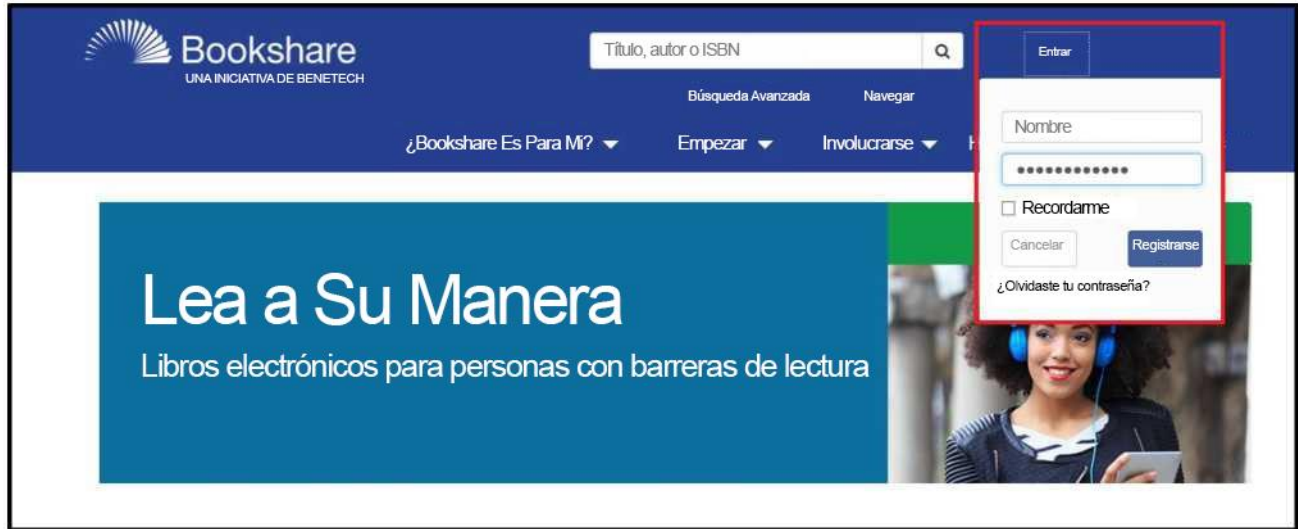 Bookshare
UNA INICIATIVA DE BENETECH
Título, autor o ISBN
Entrar
Búsqueda Avanzada Navegar
¿Bookshare Es Para Mi? Empezar Involucrarse
Nombre
Recordarme
Cancelar Registrarse
¿Olvidaste tu contraseña?
Lea a Su Manera
Libros electrónicos para personas con barreras de lectura